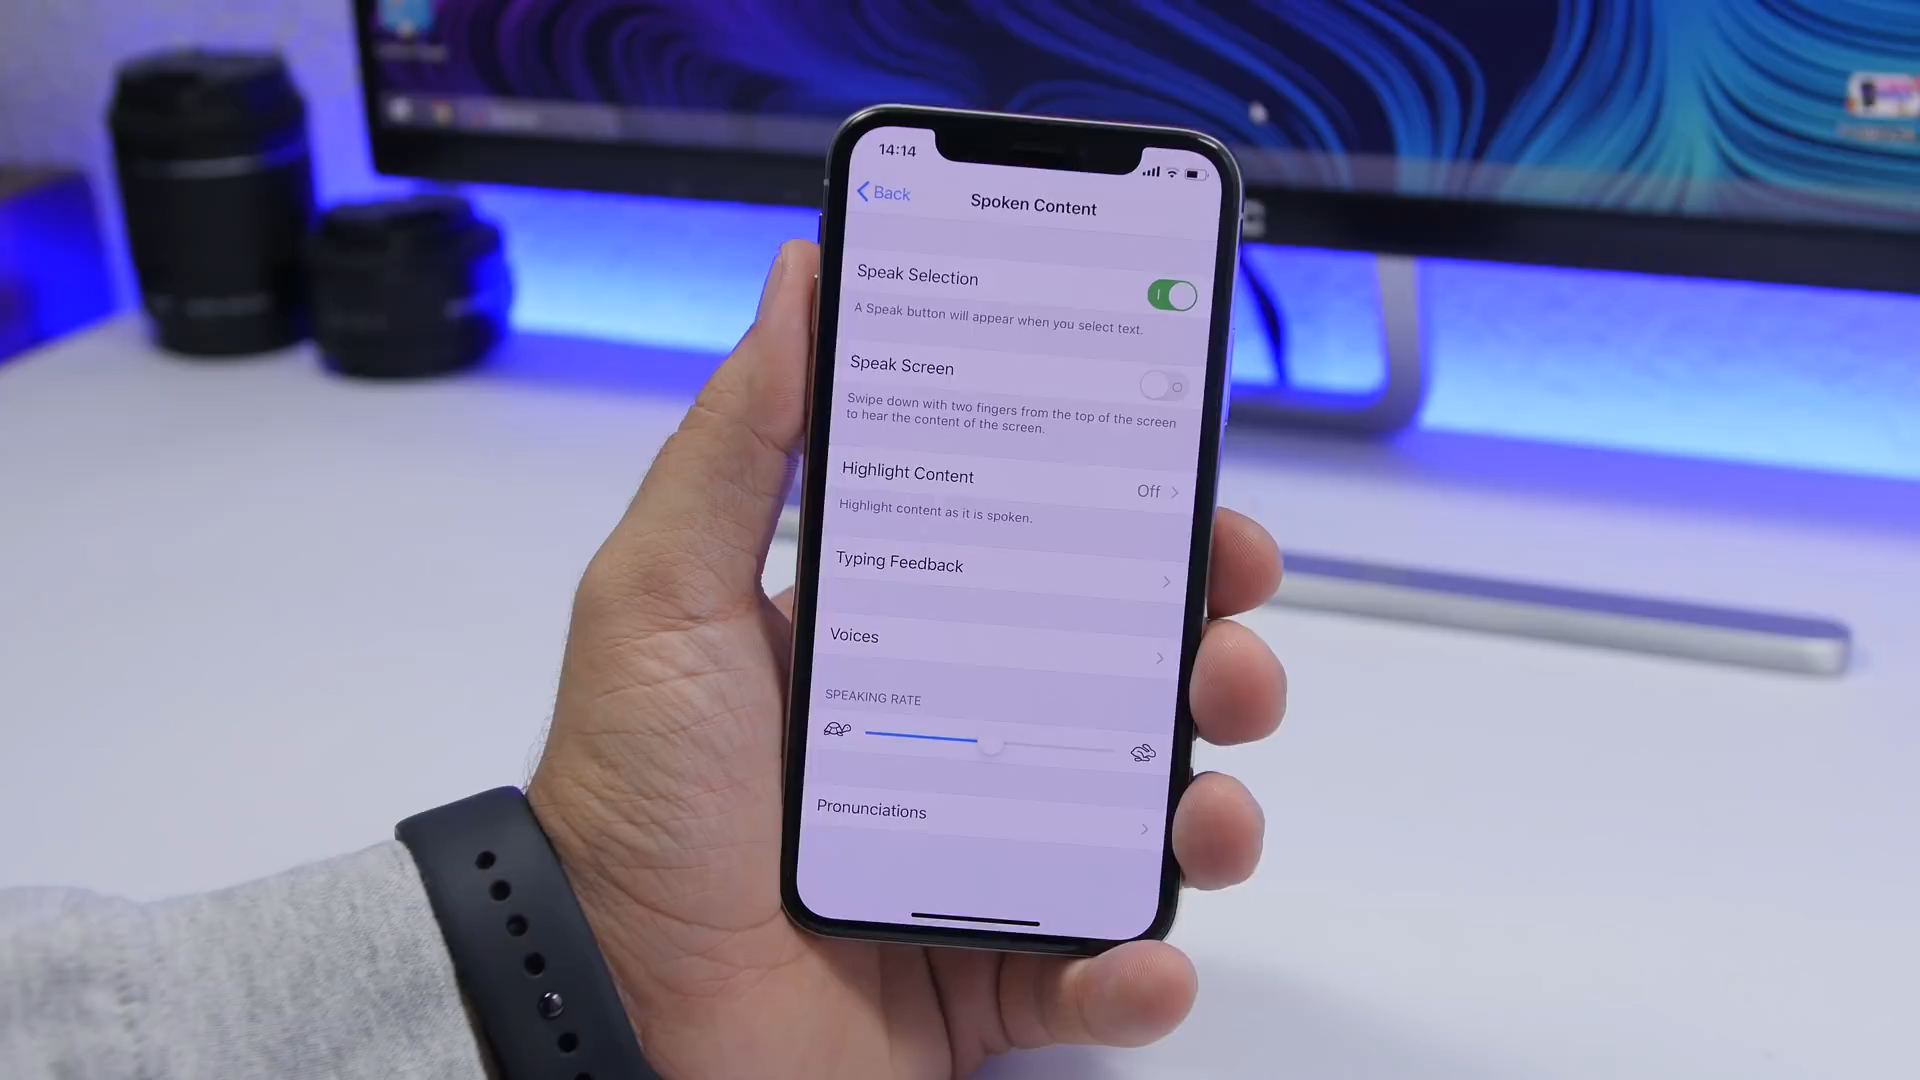 14:14
Back
Spoken Content
Speak Selection
A Speak button will appear when you select text.
Speak Screen
Swipe down with two fingers from the top of the screen
to hear the content of the screen.
Highlight Content
Off
Highlight content as it is spoken.
Typing Feedback
Voices
SPEAKING RATE
Pronunciations